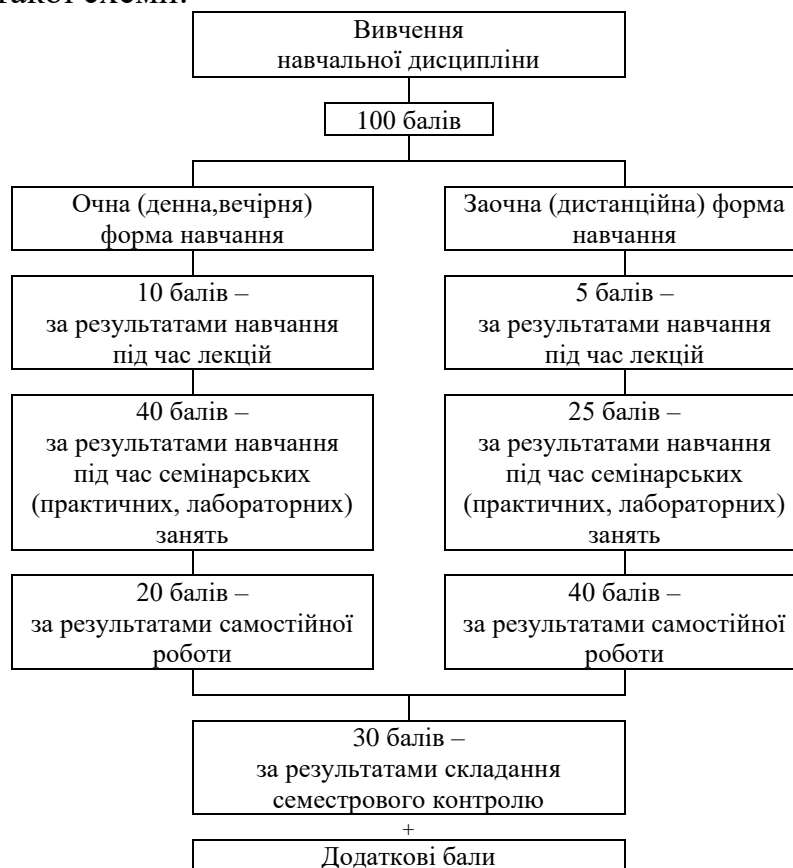 такої схеми:
Вивчення
навчальної дисципліни
100 балів
Очна (денна,вечірня)
форма навчання
Заочна (дистанційна) форма
навчання
10 балів –
за результатами навчання
під час лекцій
5 балів –
за результатами навчання
під час лекцій
40 балів –
за результатами навчання
під час семінарських
(практичних, лабораторних)
занять
25 балів –
за результатами навчання
під час семінарських
(практичних, лабораторних)
занять
20 балів –
за результатами самостійної
роботи
40 балів –
за результатами самостійної
роботи
30 балів –
за результатами складання
семестрового контролю
+
Додаткові бали